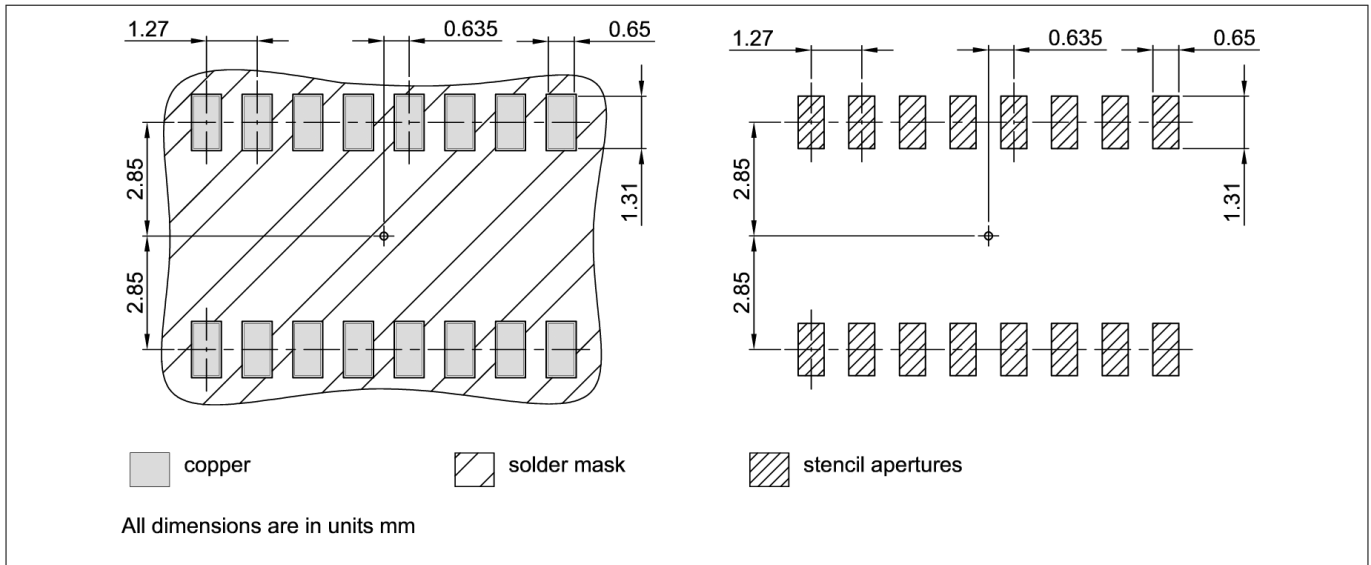 1.27 0.635 0.65 1.27 0.635 0.65
2.85 1.31 2.85 1.31
2.85 2.85
copper solder mask stencil apertures
All dimensions are in units mm